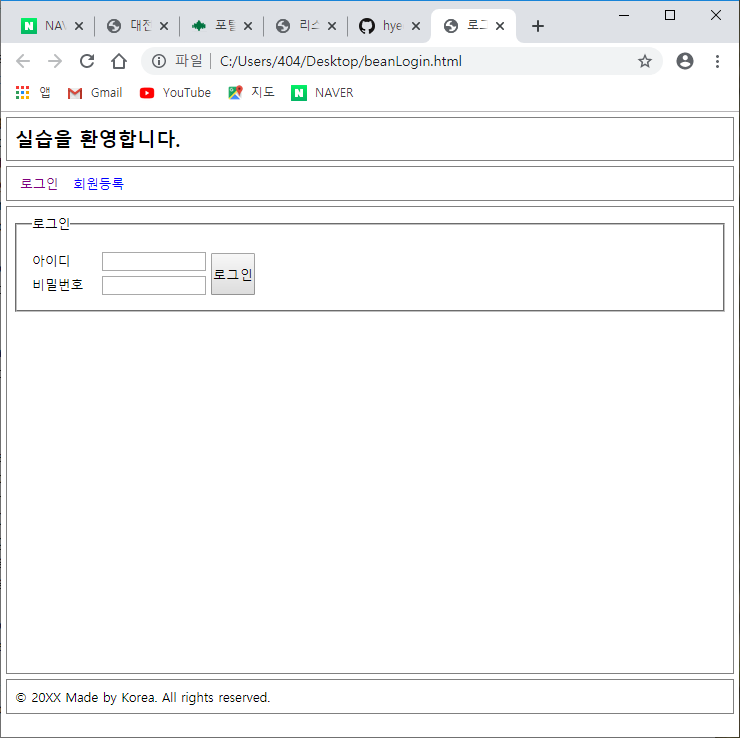 NAV
대전
포털
리스
hye
로그
파일 C:/Users/404/Desktop/beanLogin.html
앱 Gmail YouTube 지도 NAVER
실습을 환영합니다.
로그인 회원등록
로그인
아이디
비밀번호
로그인
© 20XX Made by Korea. All rights reserved.